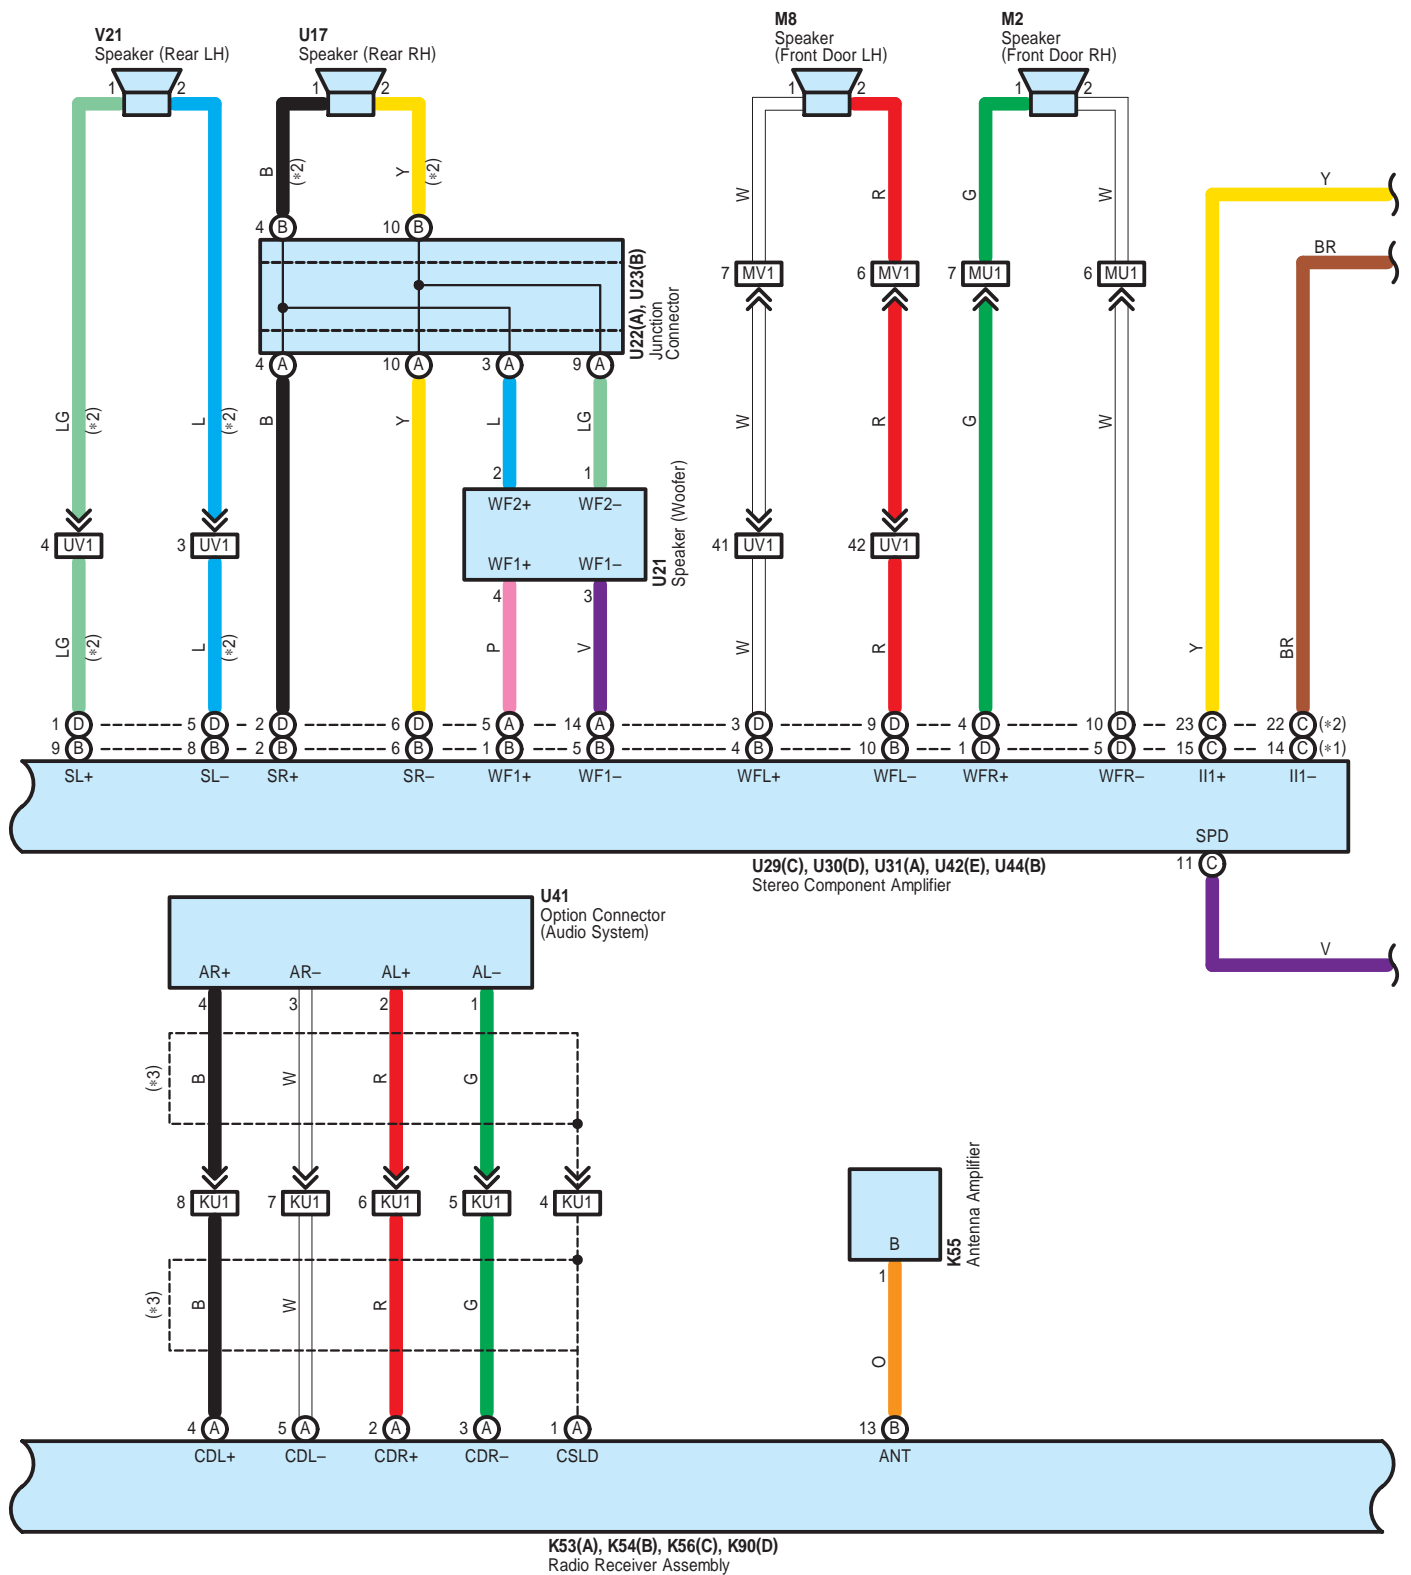 V21
Speaker (Rear LH)
U17
Speaker (Rear RH)
M8
Speaker
(Front Door LH)
M2
Speaker
(Front Door RH)
1 2 1 2 1 2 1 2
B (*2) Y (*2) W R G W
Y
BR
4 B 10 B
U22(A), U23(B)
Junction
Connector
7 MV1 6 MV1 7 MU1 6 MU1
4 A 10 A 3 A 9 A
LG (*2) L (*2) B Y L LG W R G W
2 1
WF2+ WF2–
WF1+ WF1–
U21
Speaker (Woofer)
4 UV1 3 UV1 41 UV1 42 UV1
4 3
LG (*2) L (*2) P V W R Y BR
1 D 5 D 2 D 6 D 5 A 14 A 3 D 9 D 4 D 10 D 23 C 22 C (*2)
9 B 8 B 2 B 6 B 1 B 5 B 4 B 10 B 1 D 5 D 15 C 14 C (*1)
SL+ SL– SR+ SR– WF1+ WF1– WFL+ WFL– WFR+ WFR– II1+ II1–
SPD
11 C
U29(C), U30(D), U31(A), U42(E), U44(B)
Stereo Component Amplifier
V
U41
Option Connector
(Audio System)
AR+ AR– AL+ AL–
4 3 2 1
(*3) B W R G
8 KU1 7 KU1 6 KU1 5 KU1 4 KU1
(*3) B W R G
K55
Antenna Amplifier
B
1
O
4 A 5 A 2 A 3 A 1 A 13 B
CDL+ CDL– CDR+ CDR– CSLD ANT
K53(A), K54(B), K56(C), K90(D)
Radio Receiver Assembly